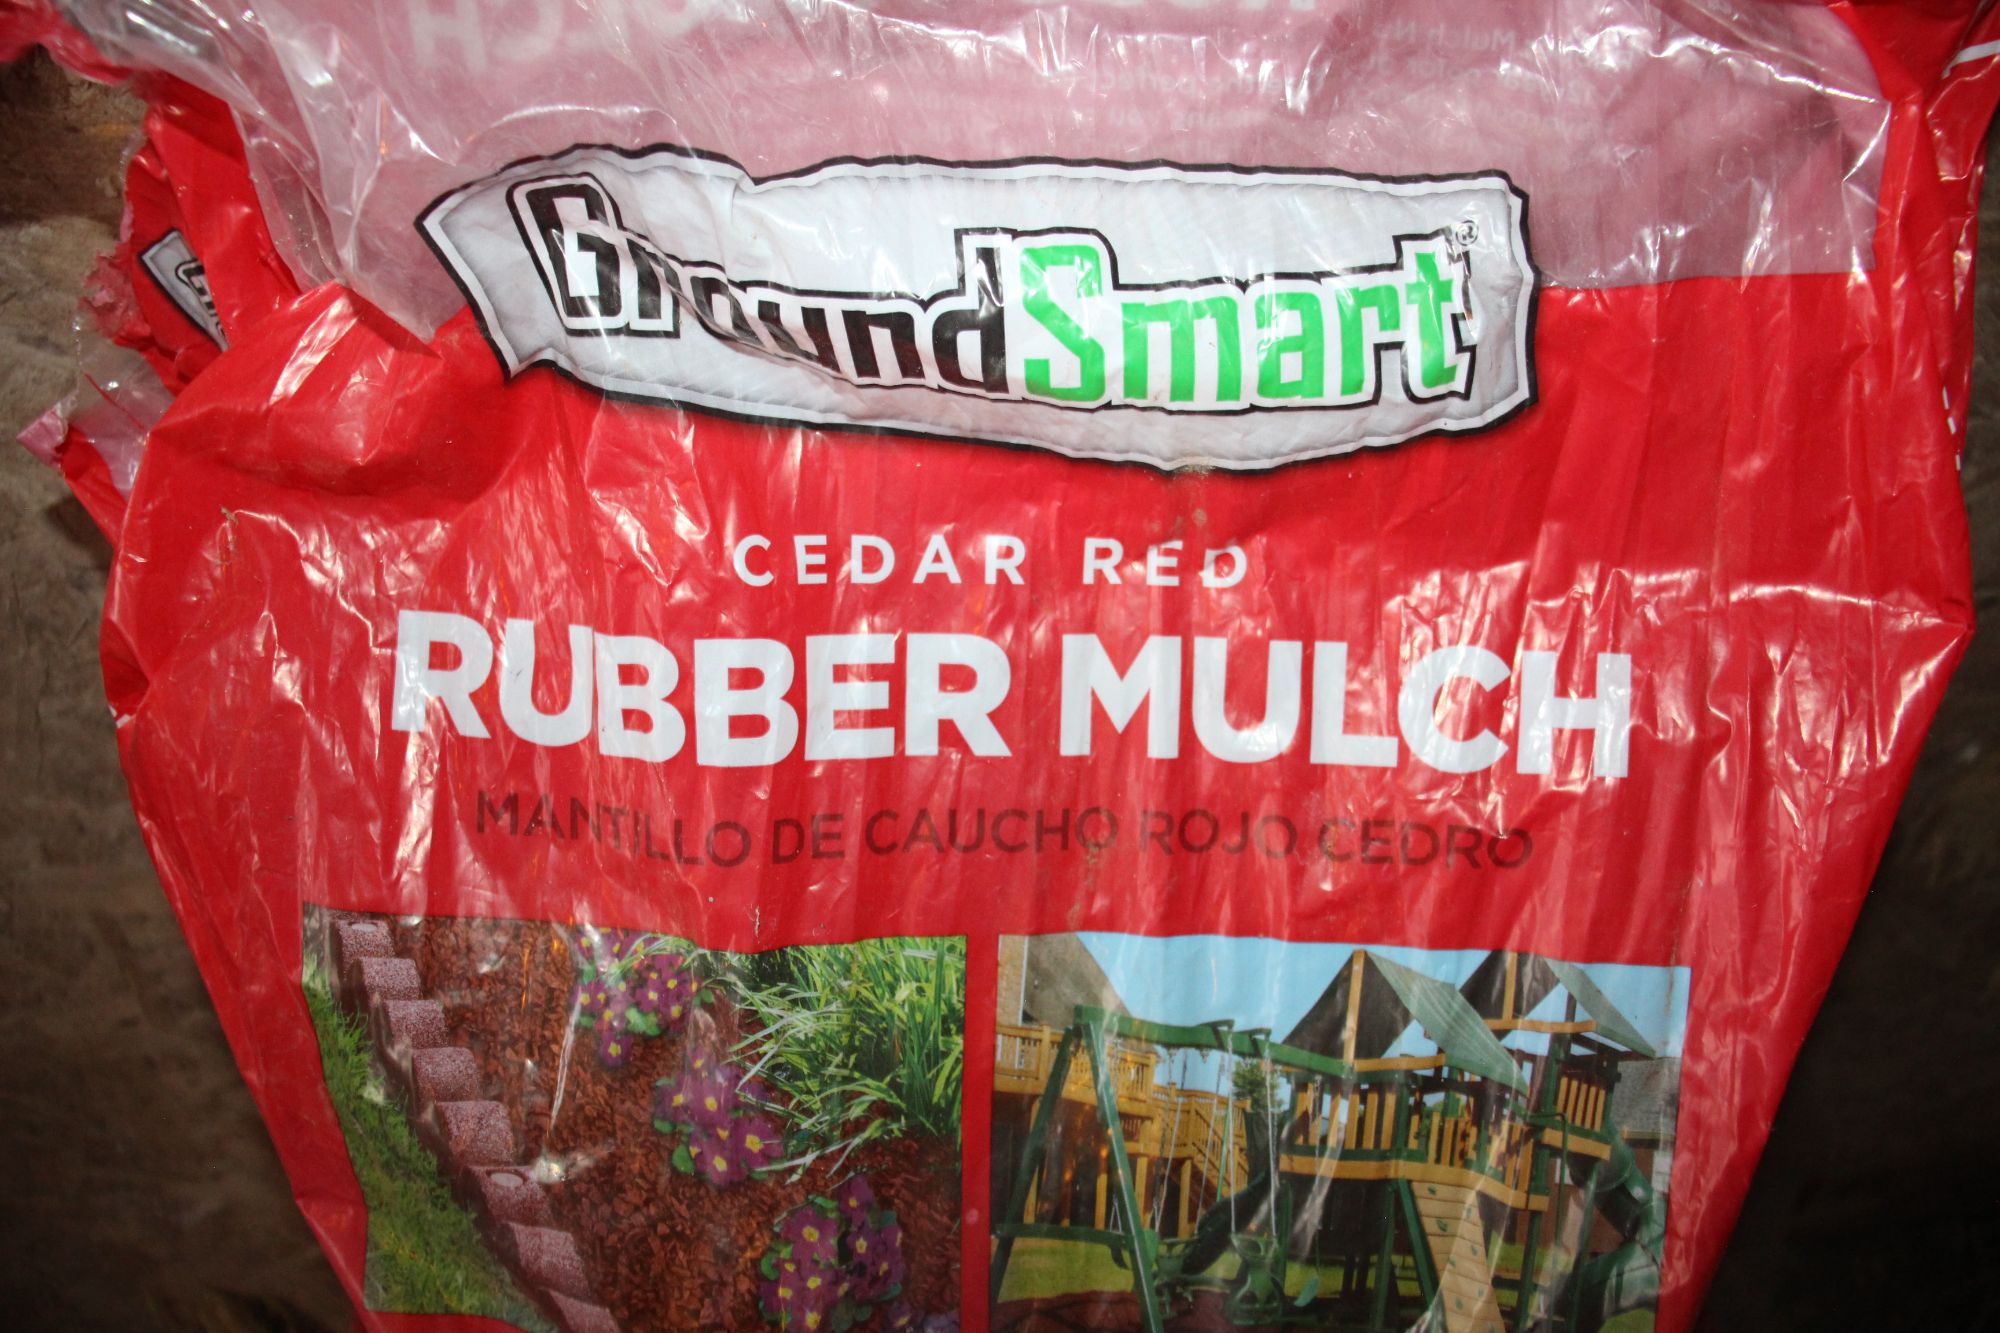 GroundSmart®
CEDAR RED
RUBBER MULCH
MANTILLO DE CAUCHO ROJO CEDRO